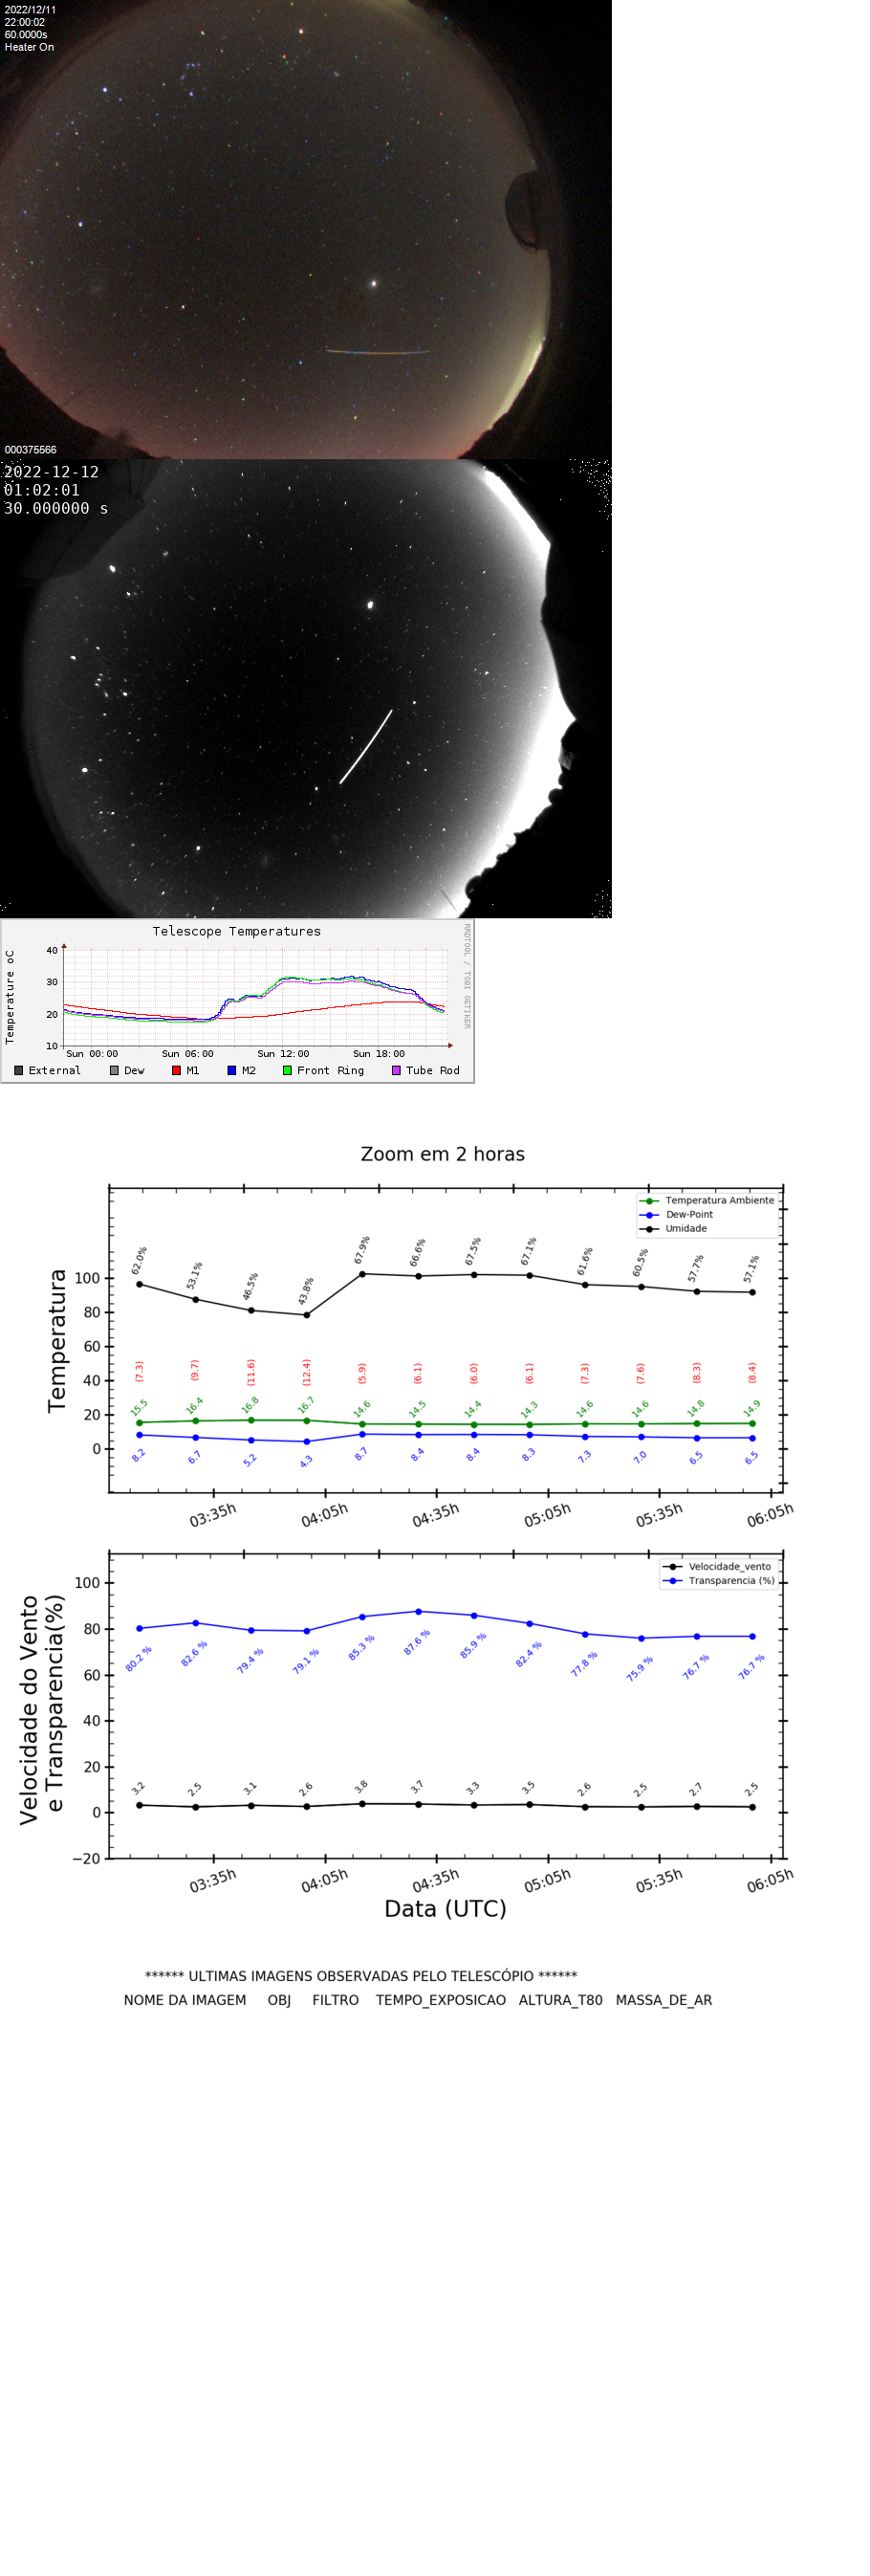 2022/12/11
22:00:02
60.0000s
Heater On
000375566
2022-12-12
01:02:01
30.000000 s
Telescope Temperatures
RRDTOOL / TOBI OETIKER
Temperature oC
40
30
20
10
Sun 00:00 Sun 06:00 Sun 12:00 Sun 18:00
External Dew M1 M2 Front Ring Tube Rod
Zoom em 2 horas
Temperatura Ambiente
Dew-Point
Umidade
Temperatura
100
80
60
40
20
0
62.0% 53.1% 46.5% 43.8% 67.9% 66.6% 67.5% 67.1% 61.6% 60.5% 57.7% 57.1%
(7.3) (9.7) (11.6) (12.4) (5.9) (6.1) (6.0) (6.1) (7.3) (7.6) (8.3) (8.4)
15.5 16.4 16.8 16.7 14.6 14.5 14.4 14.3 14.6 14.6 14.8 14.9
8.2 6.7 5.2 4.3 8.7 8.4 8.4 8.3 7.3 7.0 6.5 6.5
03:35h 04:05h 04:35h 05:05h 05:35h 06:05h
Velocidade_vento
Transparencia (%)
Velocidade do Vento
e Transparencia(%)
100
80
60
40
20
0
−20
80.2 % 82.6 % 79.4 % 79.1 % 85.3 % 87.6 % 85.9 % 82.4 % 77.8 % 75.9 % 76.7 % 76.7 %
3.2 2.5 3.1 2.6 3.8 3.7 3.3 3.5 2.6 2.5 2.7 2.5
03:35h 04:05h 04:35h 05:05h 05:35h 06:05h
Data (UTC)
****** ULTIMAS IMAGENS OBSERVADAS PELO TELESCÓPIO ******
NOME DA IMAGEM OBJ FILTRO TEMPO_EXPOSICAO ALTURA_T80 MASSA_DE_AR